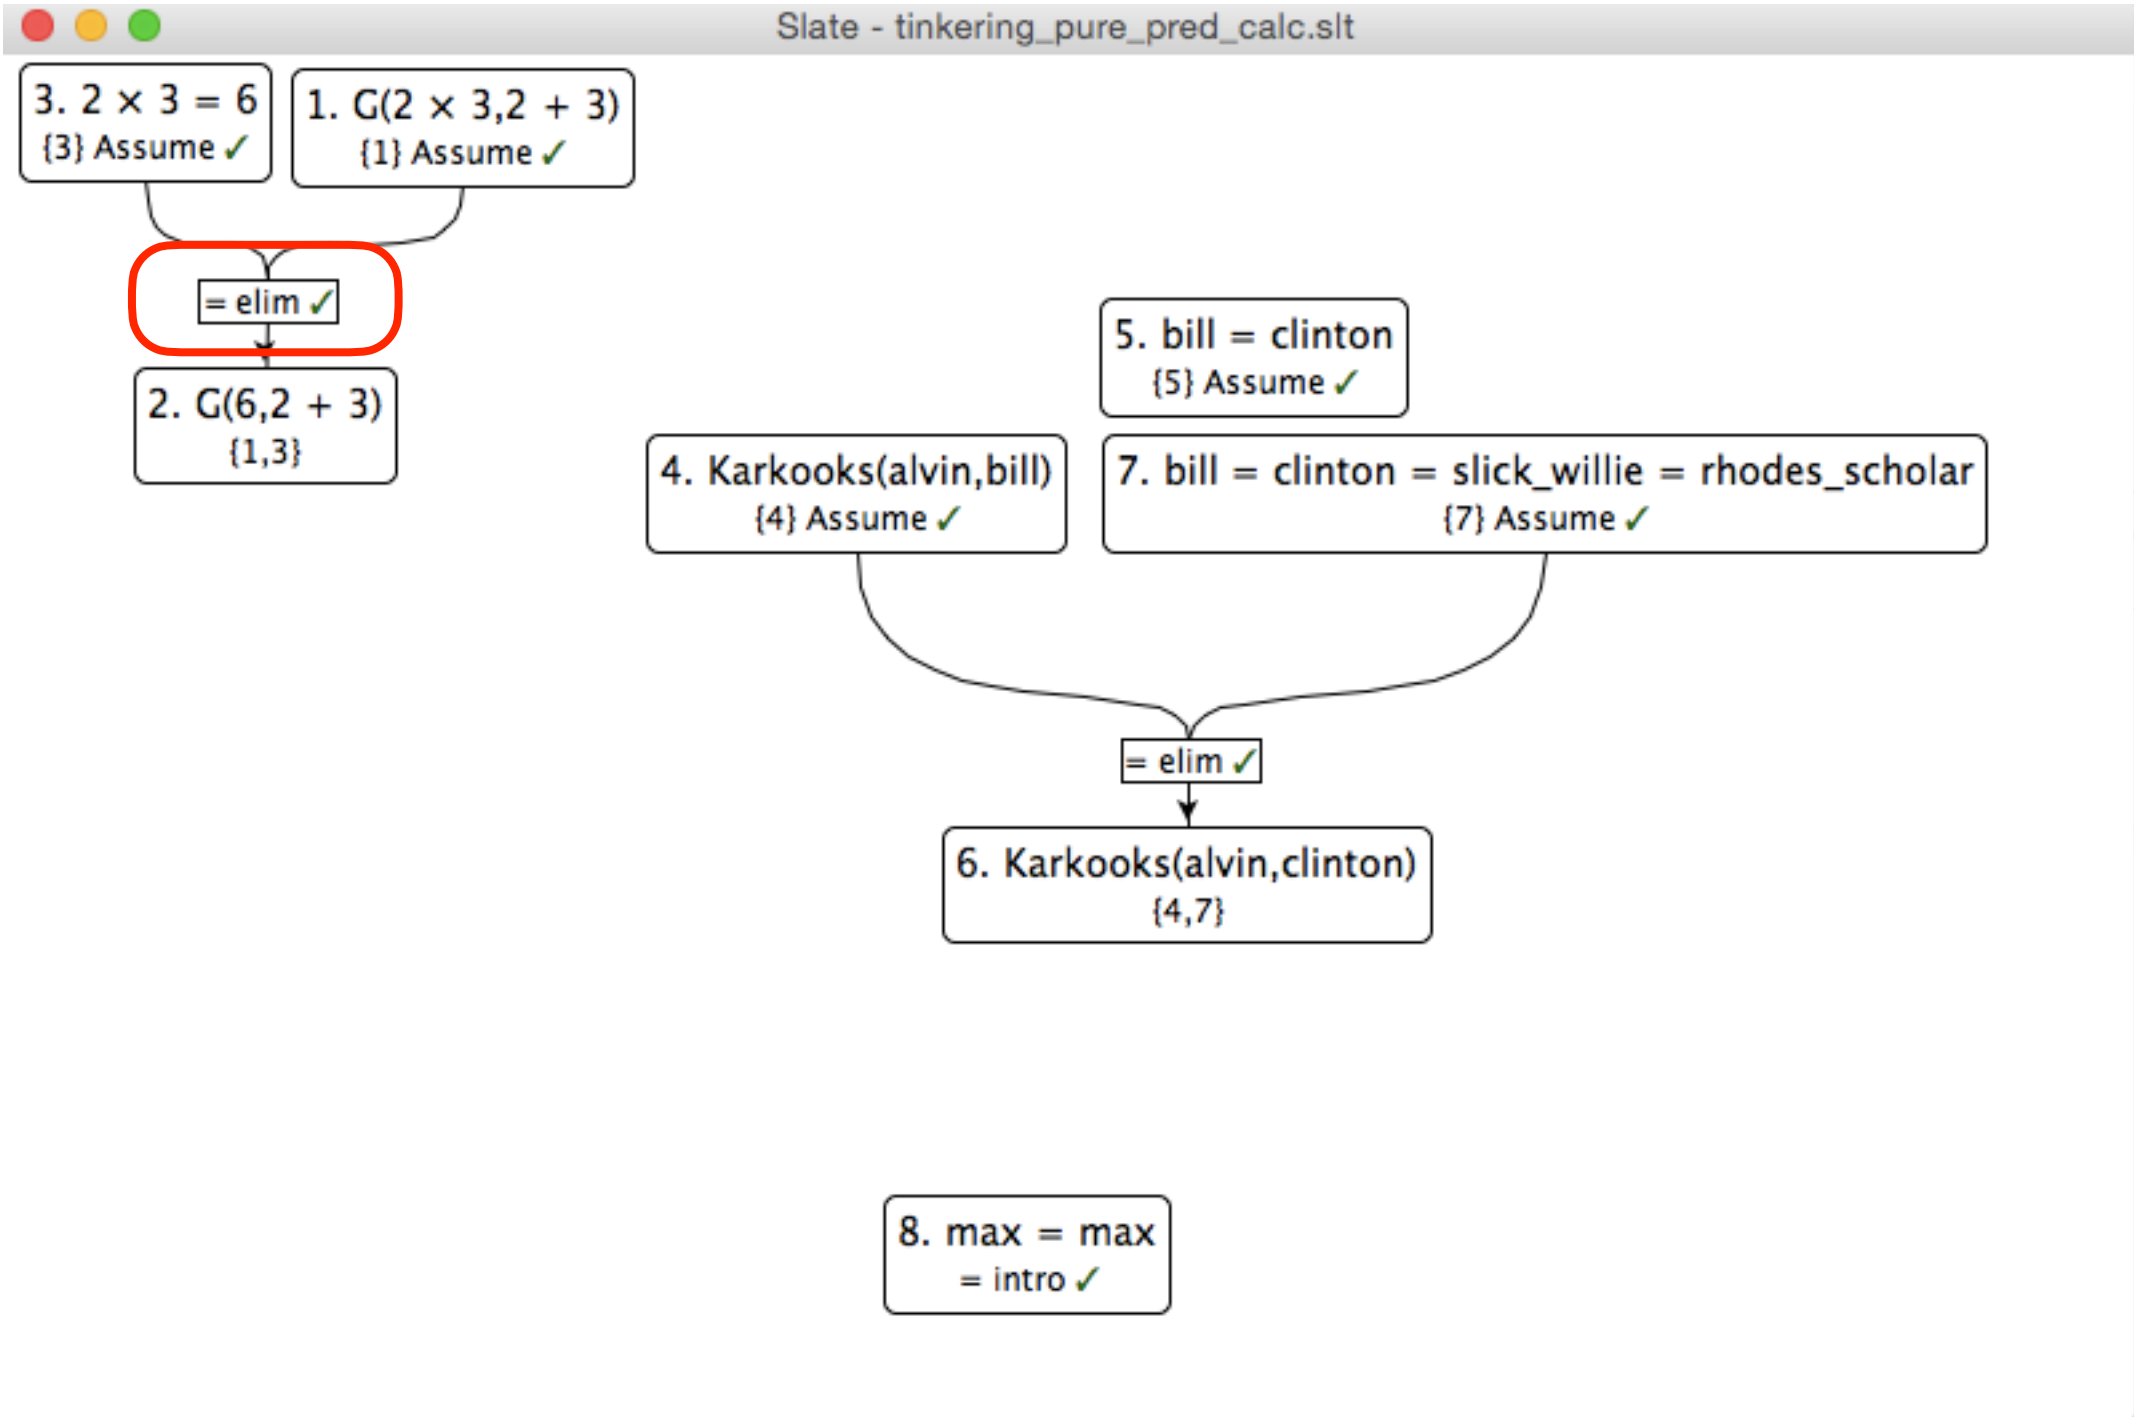 Slate - tinkering_pure_pred_calc.slt
3. 2 × 3 = 6
{3} Assume ✓
1. G(2 × 3,2 + 3)
{1} Assume ✓
= elim ✓
2. G(6,2 + 3)
{1,3}
5. bill = clinton
{5} Assume ✓
4. Karkooks(alvin,bill)
{4} Assume ✓
7. bill = clinton = slick_willie = rhodes_scholar
{7} Assume ✓
= elim ✓
6. Karkooks(alvin,clinton)
{4,7}
8. max = max
= intro ✓